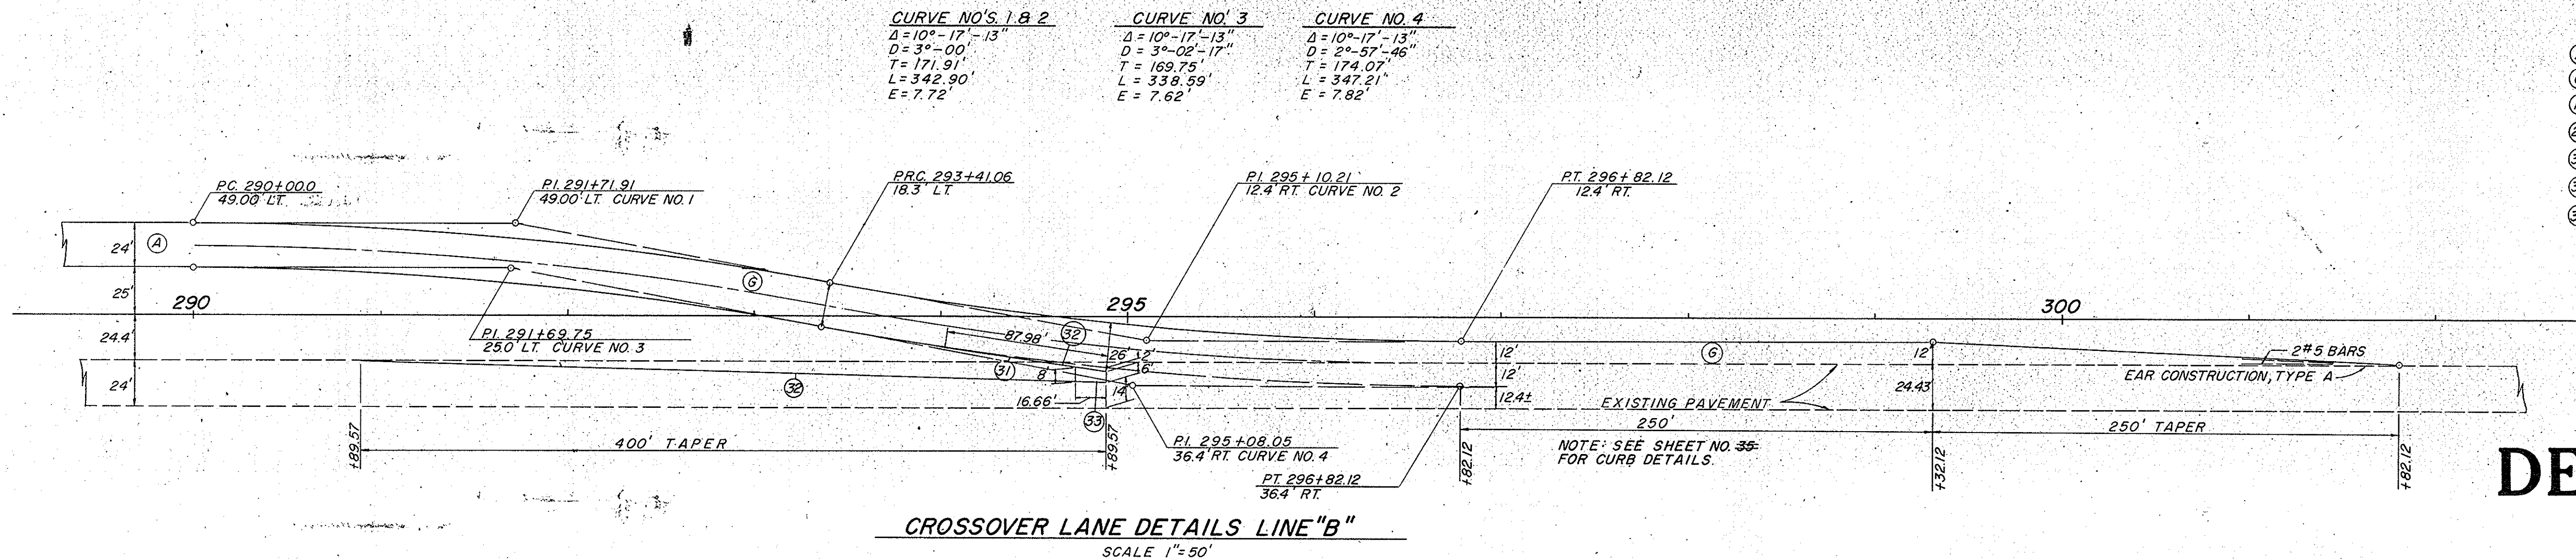 CURVE NO'S. 1 & 2
Δ = 10°-17'-13"
D = 3°-00'
T = 171.91'
L = 342.90'
E = 7.72'
CURVE NO.' 3
Δ = 10°-17'-13"
D = 3°-02'-17"
T = 169.75'
L = 338.59'
E = 7.62'
CURVE NO. 4
Δ = 10°-17'-13"
D = 2°-57'-46"
T = 174.07'
L = 347.21'
E = 7.82'
P.C. 290+00.0
49.00' LT.
P.I. 291+71.91
49.00' LT. CURVE NO. 1
P.R.C. 293+41.06
18.3' LT.
P.I. 295+10.21
12.4' RT. CURVE NO. 2
P.T. 296+82.12
12.4' RT.
24'
A
25'
290
24.4'
24'
G
295
300
P.I. 291+69.75
25.0' LT. CURVE NO. 3
87.98'
32
26'
2'
6'
31
8'
32
14'
16.66'
33
12'
12'
12.4±
G
12'
24.43
2#5 BARS
EAR CONSTRUCTION, TYPE A
EXISTING PAVEMENT
+89.57
400' TAPER
+89.57
P.I. 295+08.05
36.4' RT. CURVE NO. 4
P.T. 296+82.12
36.4' RT.
+82.12
250'
+32.12
250' TAPER
+82.12
NOTE: SEE SHEET NO. 35
FOR CURB DETAILS.
DE
CROSSOVER LANE DETAILS LINE "B"
SCALE 1"=50'